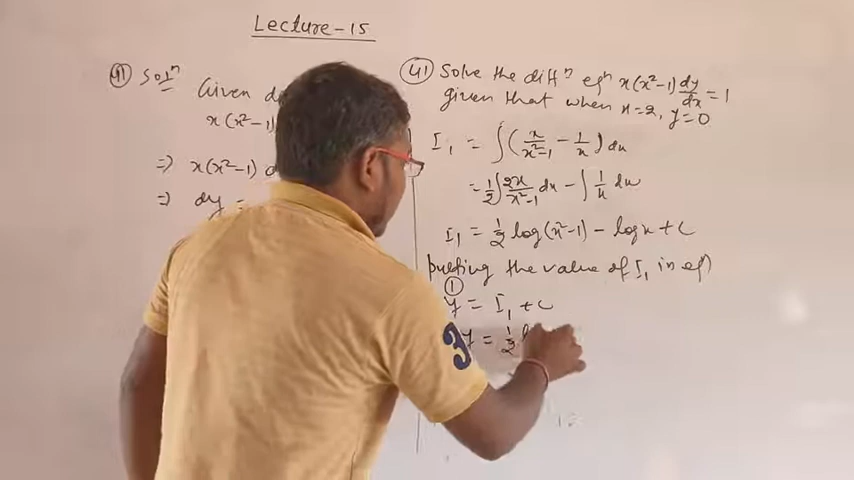 Lecture-15
41 Solⁿ
Given d
x(x²-1)
⇒ x(x²-1) d
⇒ dy =
41 Solve the diffⁿ eqⁿ x(x²-1) dy/dx = 1
given that when x=2, y=0
I₁ = ∫(x/x²-1 - 1/x) dx
= 1/2 ∫ 2x/x²-1 dx - ∫ 1/x dx
I₁ = 1/2 log(x²-1) - log x + C
putting the value of I₁ in eqⁿ
1
y = I₁ + C
y = 1/2 l
3